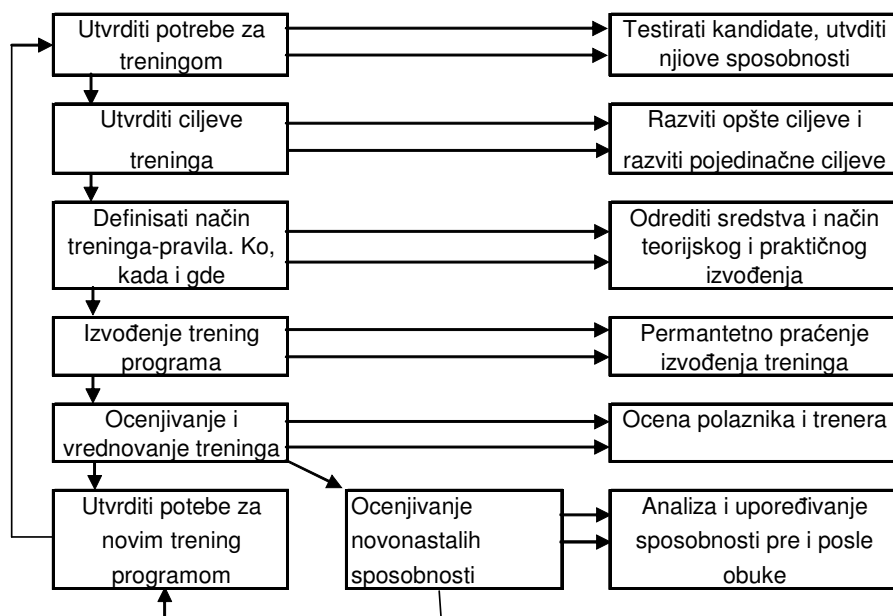 Utvrditi potrebe za
treningom
Testirati kandidate, utvditi
njiove sposobnosti
Utvrditi ciljeve
treninga
Razviti opšte ciljeve i
razviti pojedinačne ciljeve
Definisati način
treninga-pravila. Ko,
kada i gde
Odrediti sredstva i način
teorijskog i praktičnog
izvođenja
Izvođenje trening
programa
Permantetno praćenje
izvođenja treninga
Ocenjivanje i
vrednovanje treninga
Ocena polaznika i trenera
Utvrditi potebe za
novim trening
programom
Ocenjivanje
novonastalih
sposobnosti
Analiza i upoređivanje
sposobnosti pre i posle
obuke